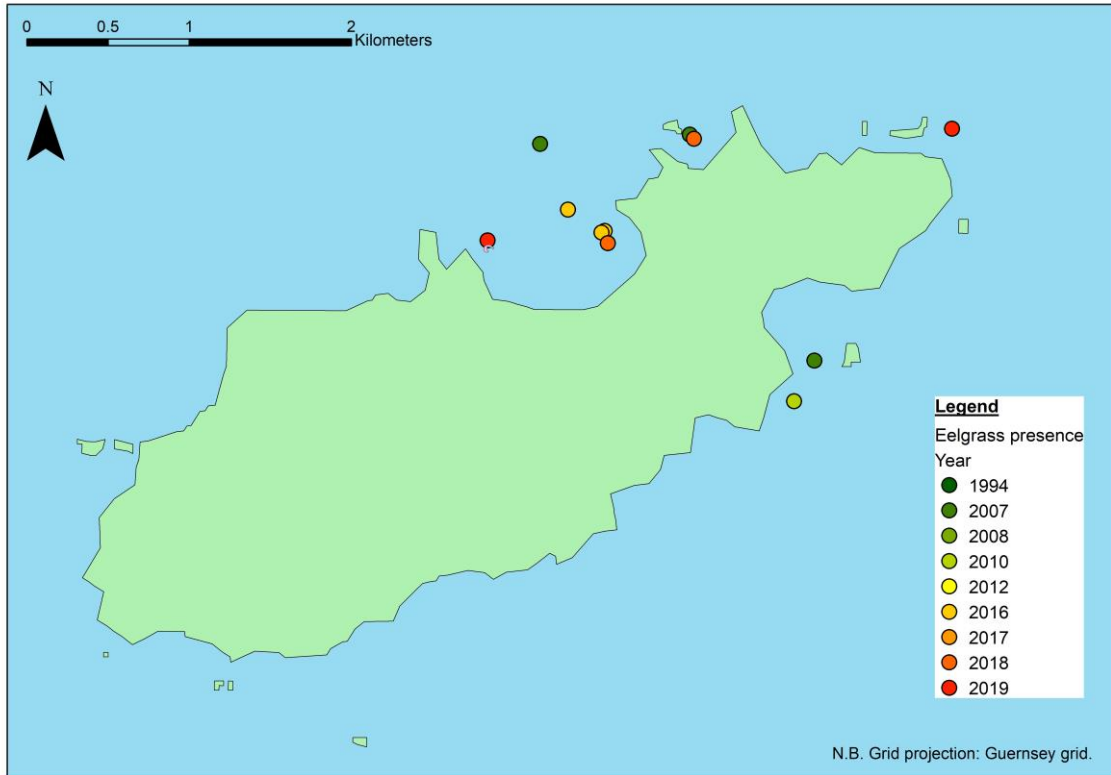 0 0.5 1 2
Kilometers
N
Legend
Eelgrass presence
Year
1994
2007
2008
2010
2012
2016
2017
2018
2019
N.B. Grid projection: Guernsey grid.